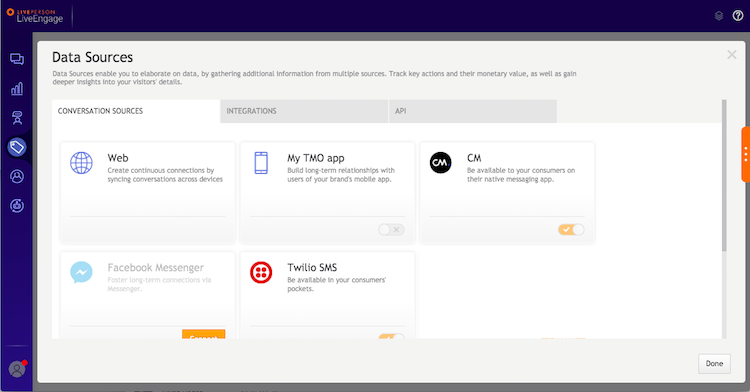 LIVEPERSON
LiveEngage
Data Sources
Data Sources enable you to elaborate on data, by gathering additional information from multiple sources. Track key actions and their monetary value, as well as gain
deeper insights into your visitors' details.
CONVERSATION SOURCES
INTEGRATIONS
API
Web
Create continuous connections by
syncing conversations across devices
My TMO app
Build long-term relationships with
users of your brand's mobile app.
CM
CM
Be available to your consumers on
their native messaging app.
Facebook Messenger
Foster long-term connections via
Messenger.
Twilio SMS
Be available in your consumers'
pockets.
Done